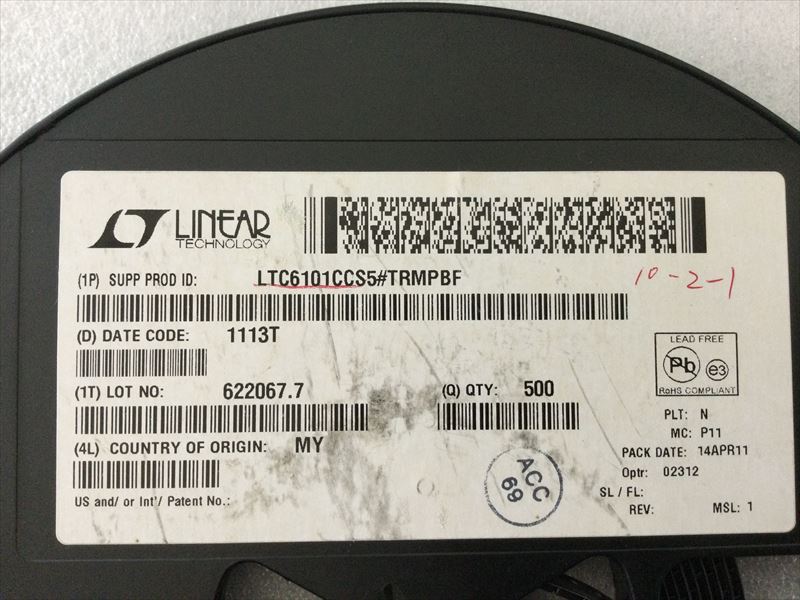 LT LINEAR
TECHNOLOGY
(1P) SUPP PROD ID: LTC6101CCS5#TRMPBF
10-2-1
(D) DATE CODE: 1113T
LEAD FREE
Pb e3
RoHS COMPLIANT
(1T) LOT NO: 622067.7 (Q) QTY: 500
PLT: N
MC: P11
(4L) COUNTRY OF ORIGIN: MY
PACK DATE: 14APR11
Optr: 02312
ACC
69
SL / FL:
US and/ or Int'/ Patent No.:
REV: MSL: 1